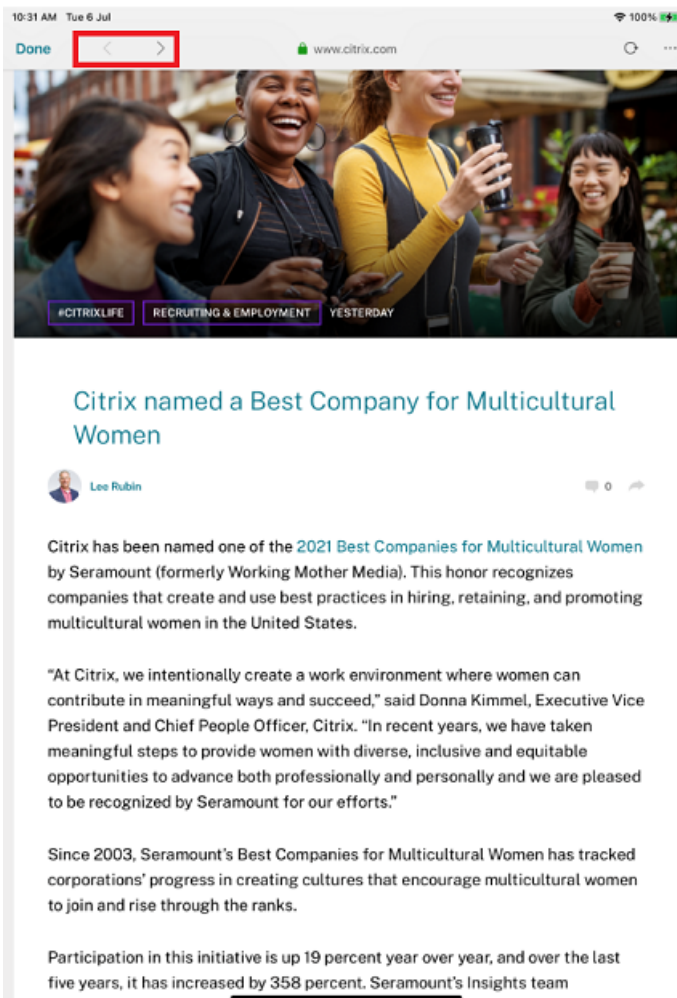 10:31 AM Tue 6 Jul
100%
Done
www.citrix.com
#CITRIXLIFE
RECRUITING & EMPLOYMENT
YESTERDAY
Citrix named a Best Company for Multicultural
Women
Lee Rubin
0
Citrix has been named one of the 2021 Best Companies for Multicultural Women
by Seramount (formerly Working Mother Media). This honor recognizes
companies that create and use best practices in hiring, retaining, and promoting
multicultural women in the United States.
“At Citrix, we intentionally create a work environment where women can
contribute in meaningful ways and succeed,” said Donna Kimmel, Executive Vice
President and Chief People Officer, Citrix. “In recent years, we have taken
meaningful steps to provide women with diverse, inclusive and equitable
opportunities to advance both professionally and personally and we are pleased
to be recognized by Seramount for our efforts.”
Since 2003, Seramount’s Best Companies for Multicultural Women has tracked
corporations’ progress in creating cultures that encourage multicultural women
to join and rise through the ranks.
Participation in this initiative is up 19 percent year over year, and over the last
five years, it has increased by 358 percent. Seramount’s Insights team